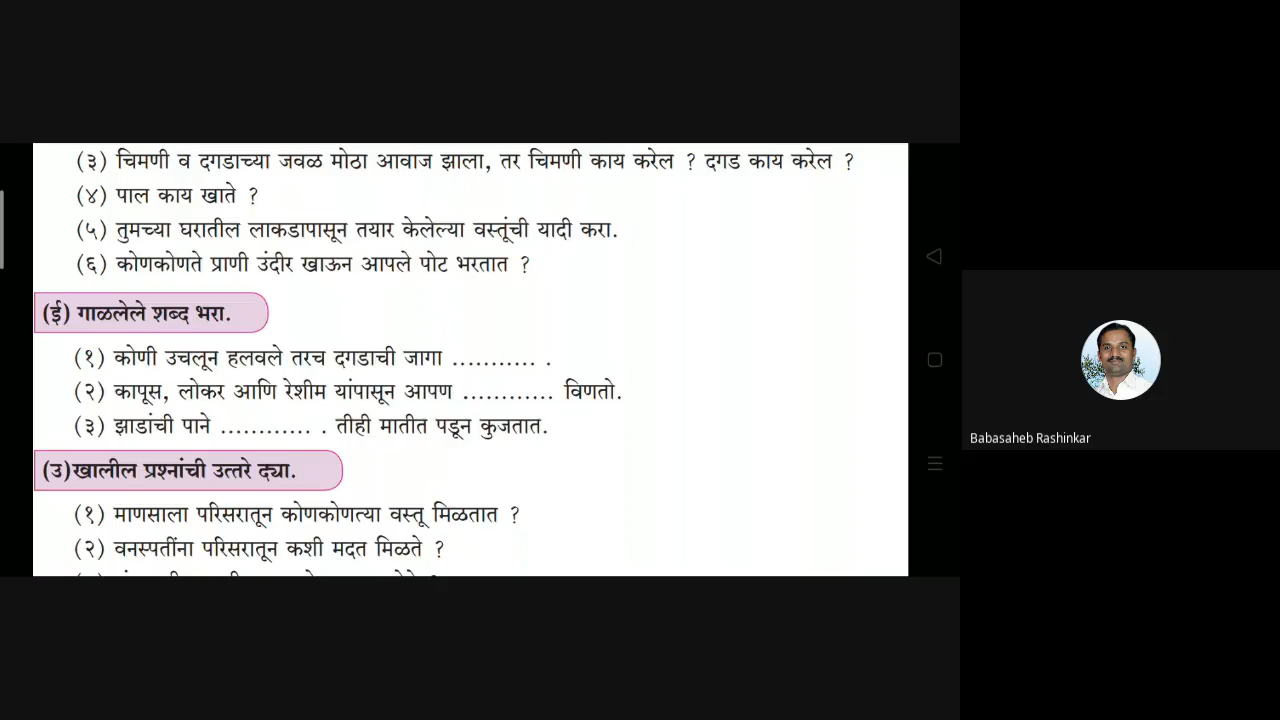 (३) चिमणी व दगडाच्या जवळ मोठा आवाज झाला, तर चिमणी काय करेल ? दगड काय करेल ?
(४) पाल काय खाते ?
(५) तुमच्या घरातील लाकडापासून तयार केलेल्या वस्तूंची यादी करा.
(६) कोणकोणते प्राणी उंदीर खाऊन आपले पोट भरतात ?
(ई) गाळलेले शब्द भरा.
(१) कोणी उचलून हलवले तरच दगडाची जागा ........... .
(२) कापूस, लोकर आणि रेशीम यांपासून आपण ............ विणतो.
(३) झाडांची पाने ............ . तीही मातीत पडून कुजतात.
(उ)खालील प्रश्नांची उत्तरे द्या.
(१) माणसाला परिसरातून कोणकोणत्या वस्तू मिळतात ?
(२) वनस्पतींना परिसरातून कशी मदत मिळते ?
Babasaheb Rashinkar